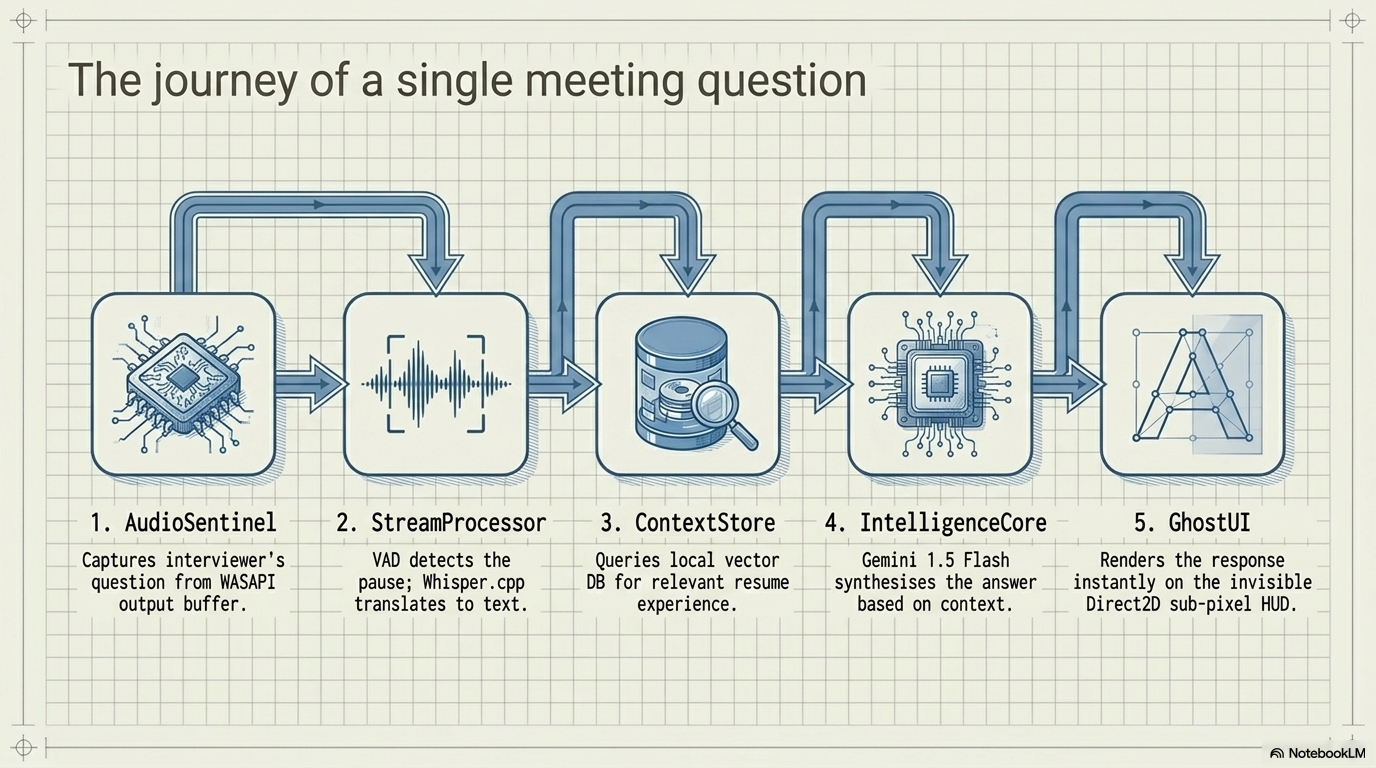 The journey of a single meeting question
1. AudioSentinel
Captures interviewer's
question from WASAPI
output buffer.
2. StreamProcessor
VAD detects the
pause; Whisper.cpp
translates to text.
3. ContextStore
Queries local vector
DB for relevant resume
experience.
4. IntelligenceCore
Gemini 1.5 Flash
synthesises the answer
based on context.
5. GhostUI
Renders the response
instantly on the invisible
Direct2D sub-pixel HUD.
A
NotebookLM